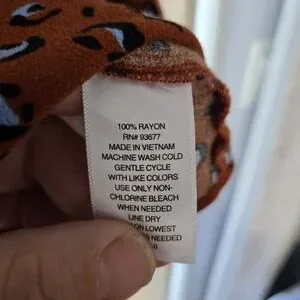 100% RAYON
RN# 93677
MADE IN VIETNAM
MACHINE WASH COLD
GENTLE CYCLE
WITH LIKE COLORS
USE ONLY NON-
CHLORINE BLEACH
WHEN NEEDED
LINE DRY
ON LOWEST
NEEDED